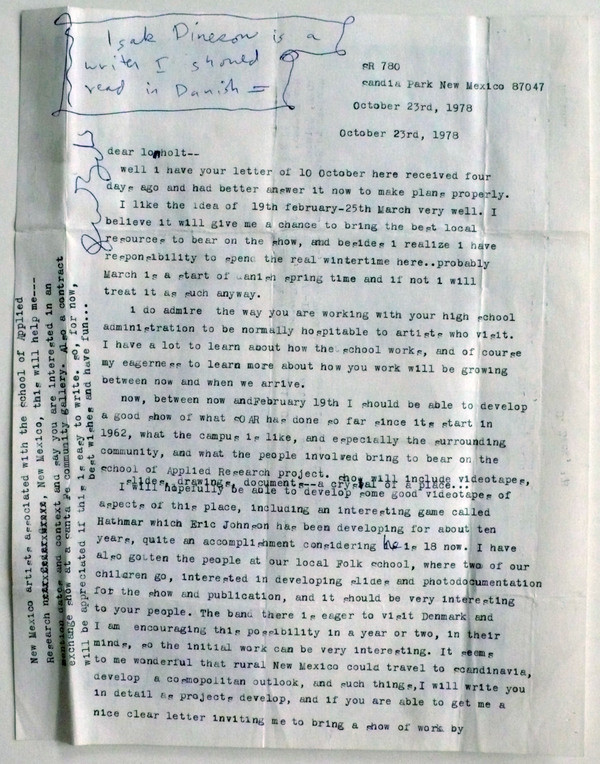 Isak Dinesow is a
writer I should
read in Danish =
SR 780
Sandia Park New Mexico 87047
October 23rd, 1978
October 23rd, 1978
dear lomholt--
well i have your letter of 10 October here received four
days ago and had better answer it now to make plans properly.
I like the idea of 19th february-25th March very well. I
believe it will give me a chance to bring the best local
resources to bear on the show, and besides i realize i have
responsibility to spend the real wintertime here..probably
March is a start of danish spring time and if not i will
treat it as such anyway.
i do admire the way you are working with your high school
administration to be normally hospitable to artists who visit.
I have a lot to learn about how the school works, and of course
my eagerness to learn more about how you work will be growing
between now and when we arrive.
now, between now andFebruary 19th I should be able to develop
a good show of what SOAR has done so far since its start in
1962, what the campus is like, and especially the surrounding
community, and what the people involved bring to bear on the
school of Applied Research project. show will include videotapes,
slides, drawings, documents--a crystal of a place...
I will hopefully be able to develop some good videotapes of
aspects of this place, including an interesting game called
Hathmar which Eric Johnson has been developing for about ten
years, quite an accomplishment considering he is 18 now. I have
also gotten the people at our local Folk school, where two of our
children go, interested in developing slides and photodocumentation
for the show and publication, and it should be very interesting
to your people. The band there is eager to visit Denmark and
I am encouraging this possibility in a year or two, in their
minds, so the initial work can be very interesting. It seems
to me wonderful that rural New Mexico could travel to scandinavia,
develop a cosmopolitan outlook, and such things,I will write you
in detail as projects develop, and if you are able to get me a
nice clear letter inviting me to bring a show of work by
New Mexico artists associated with the school of Applied
Research, New Mexico, this will help me---
mention dates and context and say you are interested in an
exchange show at a santa Fe community gallery. Also a contract
will be appreciated if this is easy to write. so, for now,
best wishes and have fun...